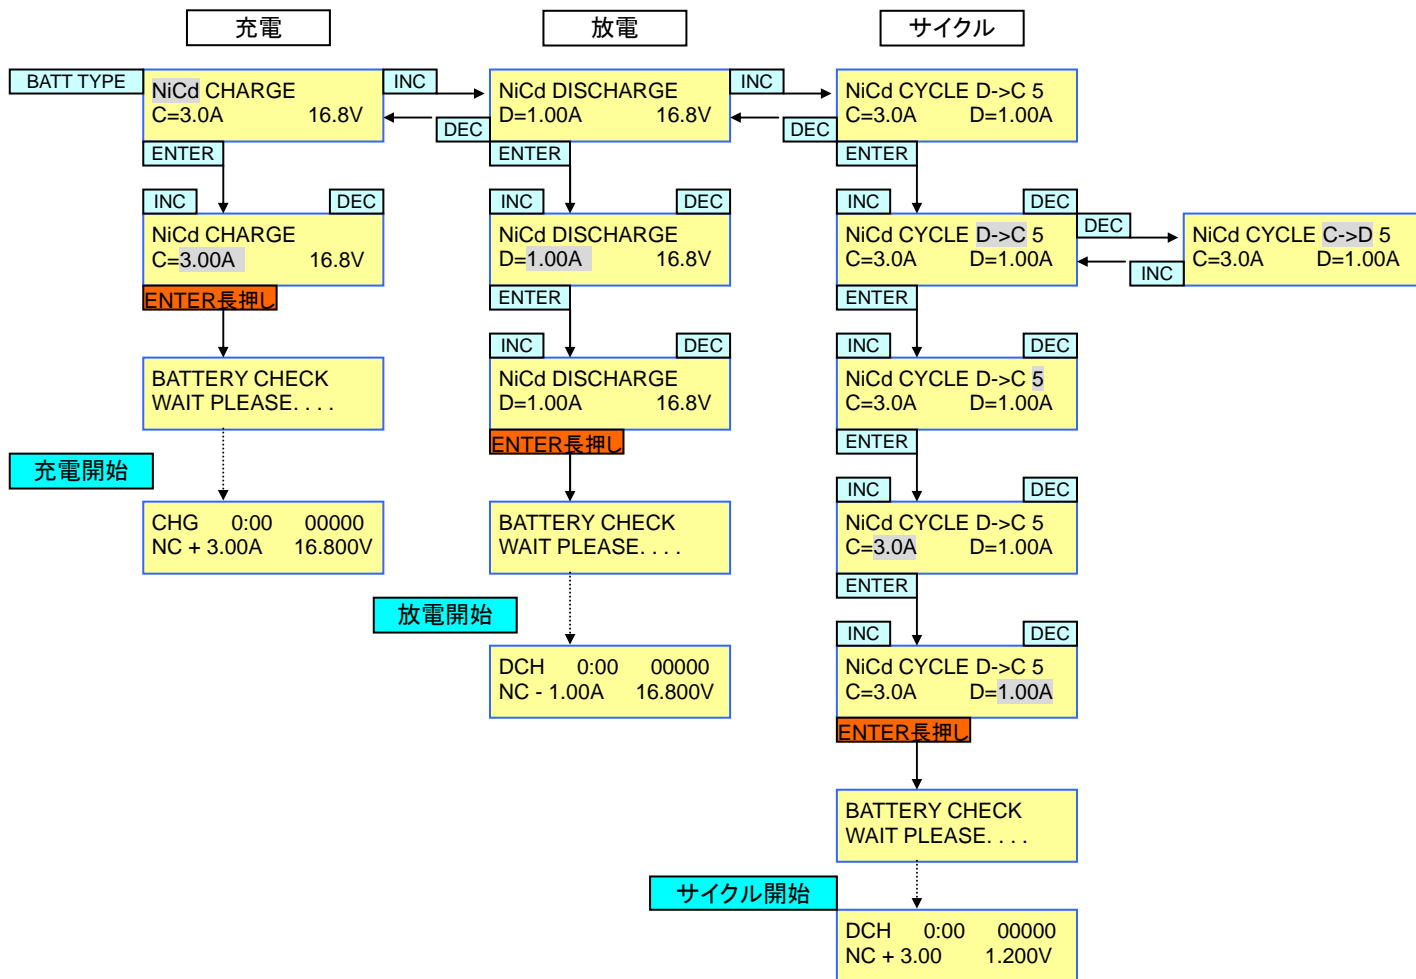 充電
放電
サイクル
BATT TYPE
NiCd CHARGE
C=3.0A 16.8V
INC
DEC
NiCd DISCHARGE
D=1.00A 16.8V
INC
DEC
NiCd CYCLE D->C 5
C=3.0A D=1.00A
ENTER
ENTER
ENTER
INC DEC
NiCd CHARGE
C=3.00A 16.8V
INC DEC
NiCd DISCHARGE
D=1.00A 16.8V
INC DEC
NiCd CYCLE D->C 5
C=3.0A D=1.00A
DEC
INC
NiCd CYCLE C->D 5
C=3.0A D=1.00A
ENTER長押し
ENTER
ENTER
BATTERY CHECK
WAIT PLEASE. . . .
INC DEC
NiCd DISCHARGE
D=1.00A 16.8V
INC DEC
NiCd CYCLE D->C 5
C=3.0A D=1.00A
充電開始
ENTER長押し
ENTER
CHG 0:00 00000
NC + 3.00A 16.800V
BATTERY CHECK
WAIT PLEASE. . . .
INC DEC
NiCd CYCLE D->C 5
C=3.0A D=1.00A
放電開始
ENTER
DCH 0:00 00000
NC - 1.00A 16.800V
INC DEC
NiCd CYCLE D->C 5
C=3.0A D=1.00A
ENTER長押し
BATTERY CHECK
WAIT PLEASE. . . .
サイクル開始
DCH 0:00 00000
NC + 3.00 1.200V